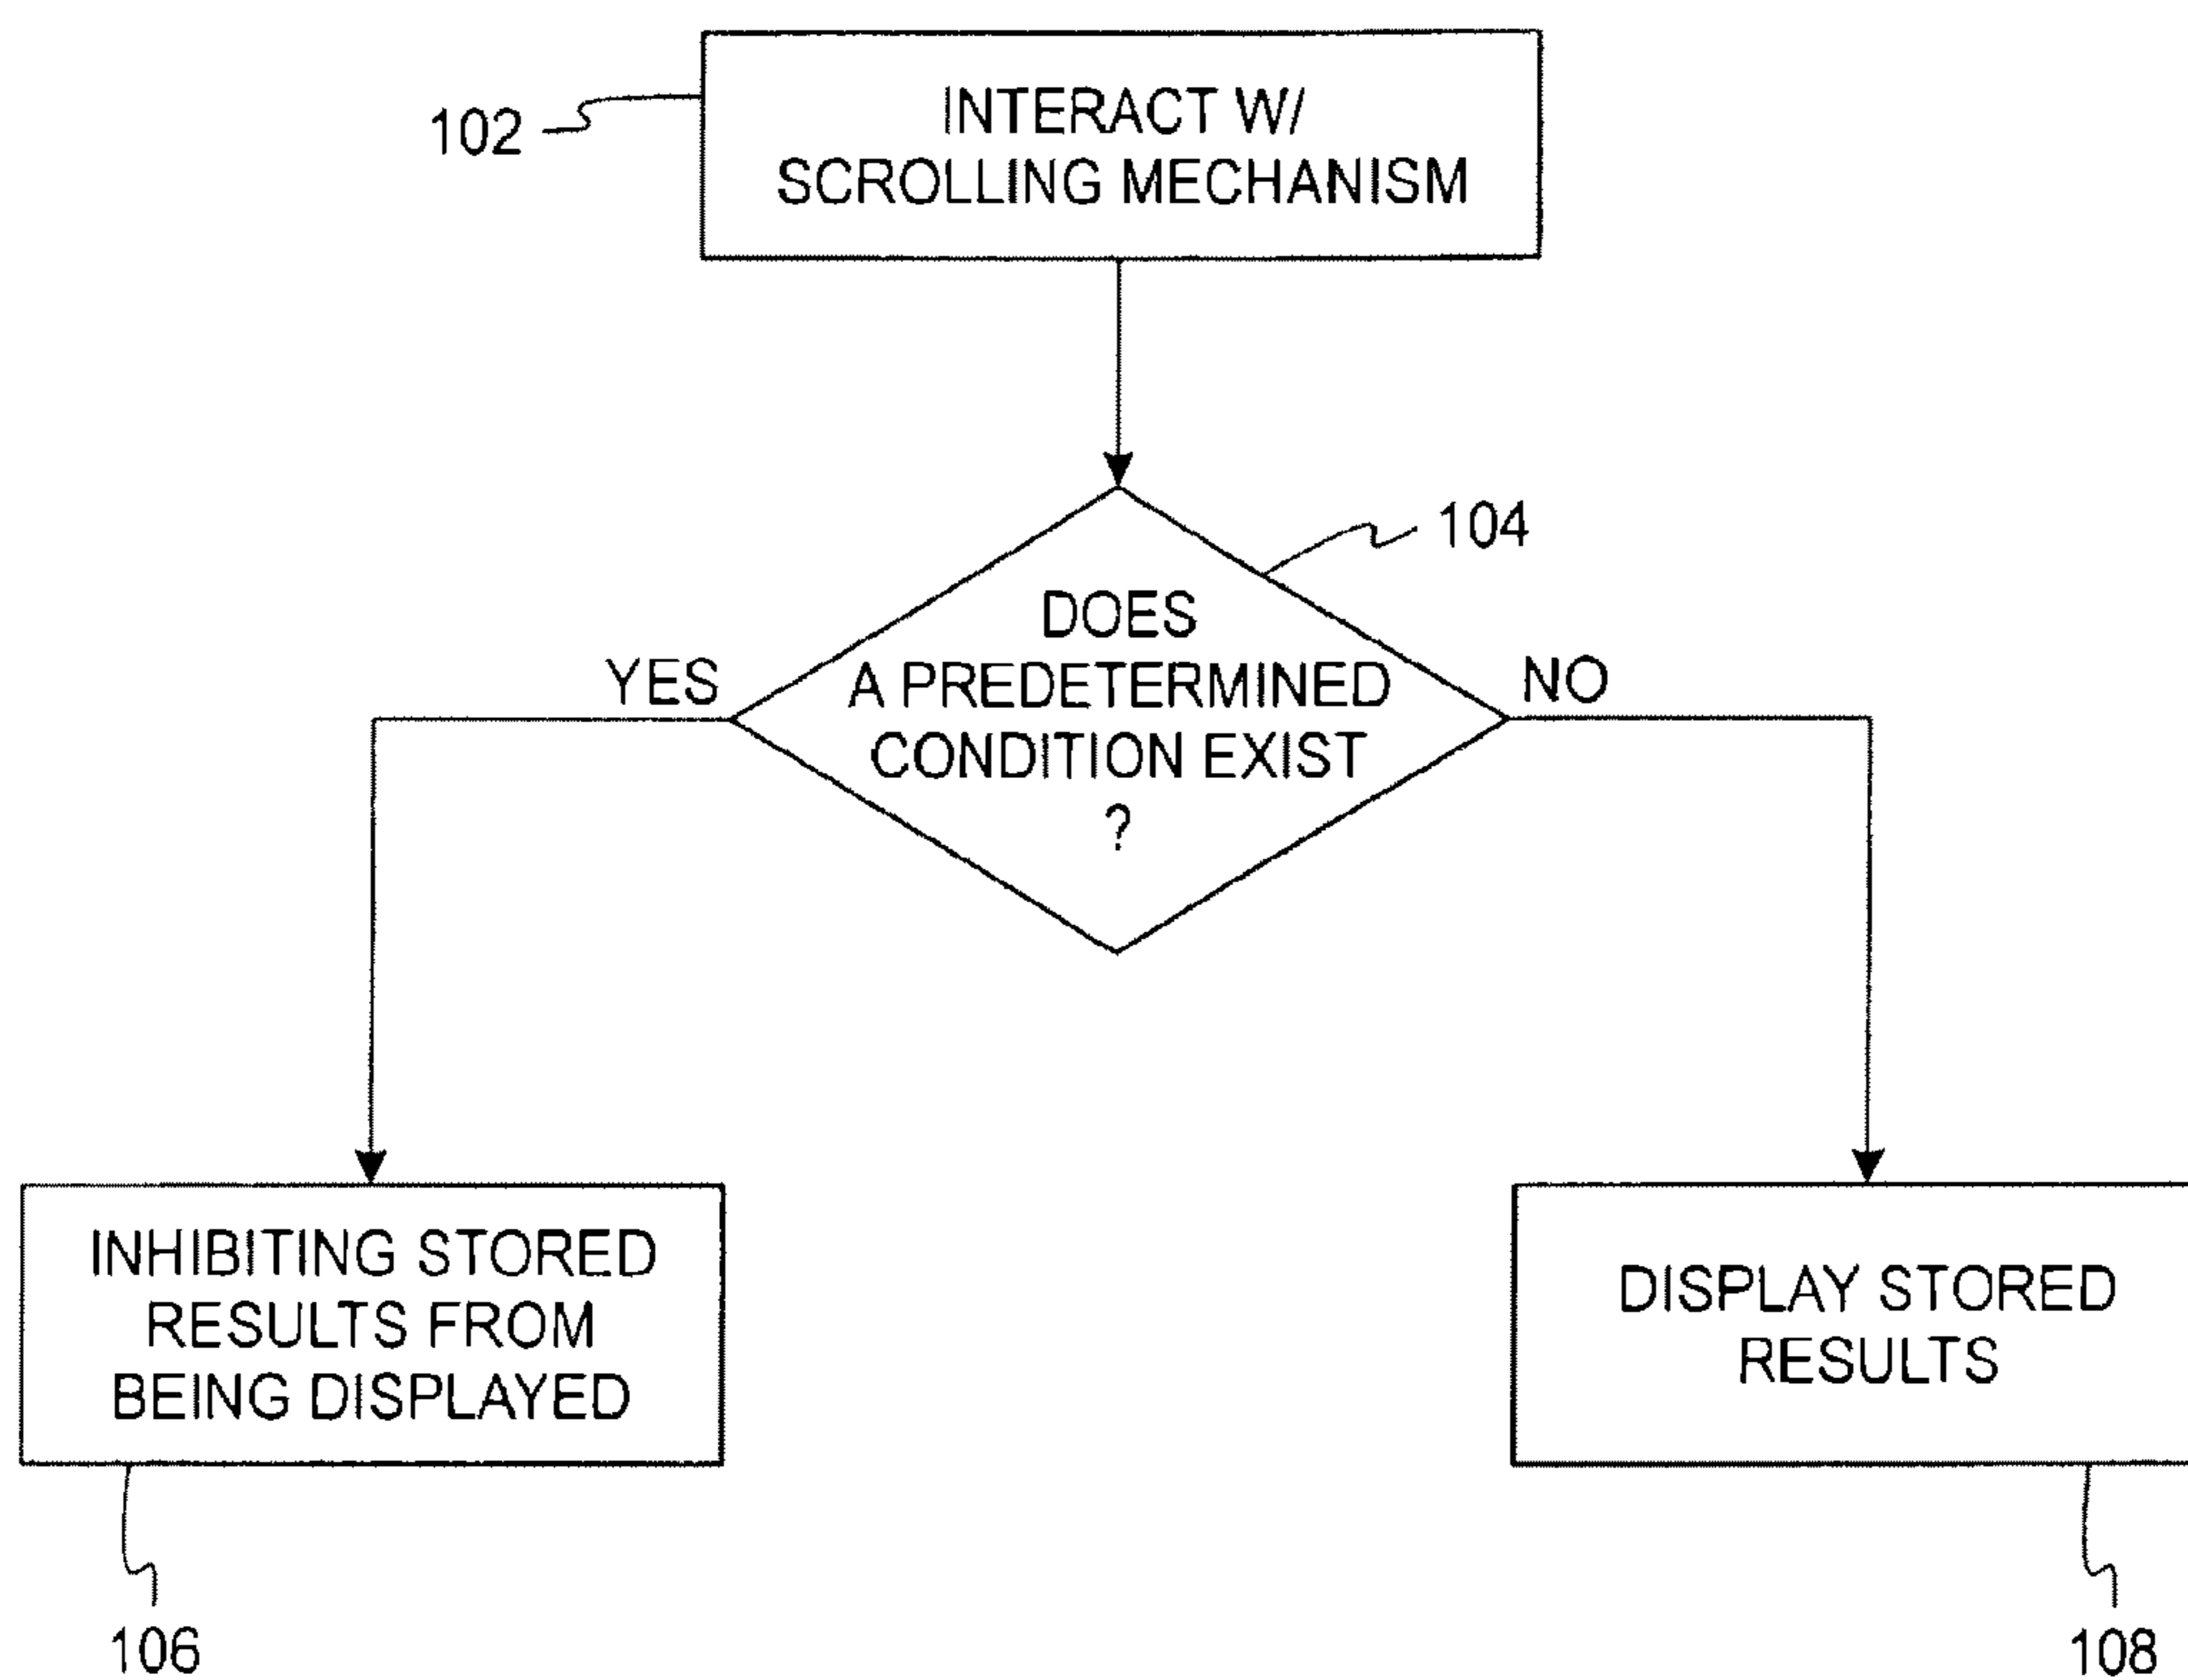 INTERACT W/
SCROLLING MECHANISM
102
104
DOES
A PREDETERMINED
CONDITION EXIST
?
YES
NO
INHIBITING STORED
RESULTS FROM
BEING DISPLAYED
DISPLAY STORED
RESULTS
106
108